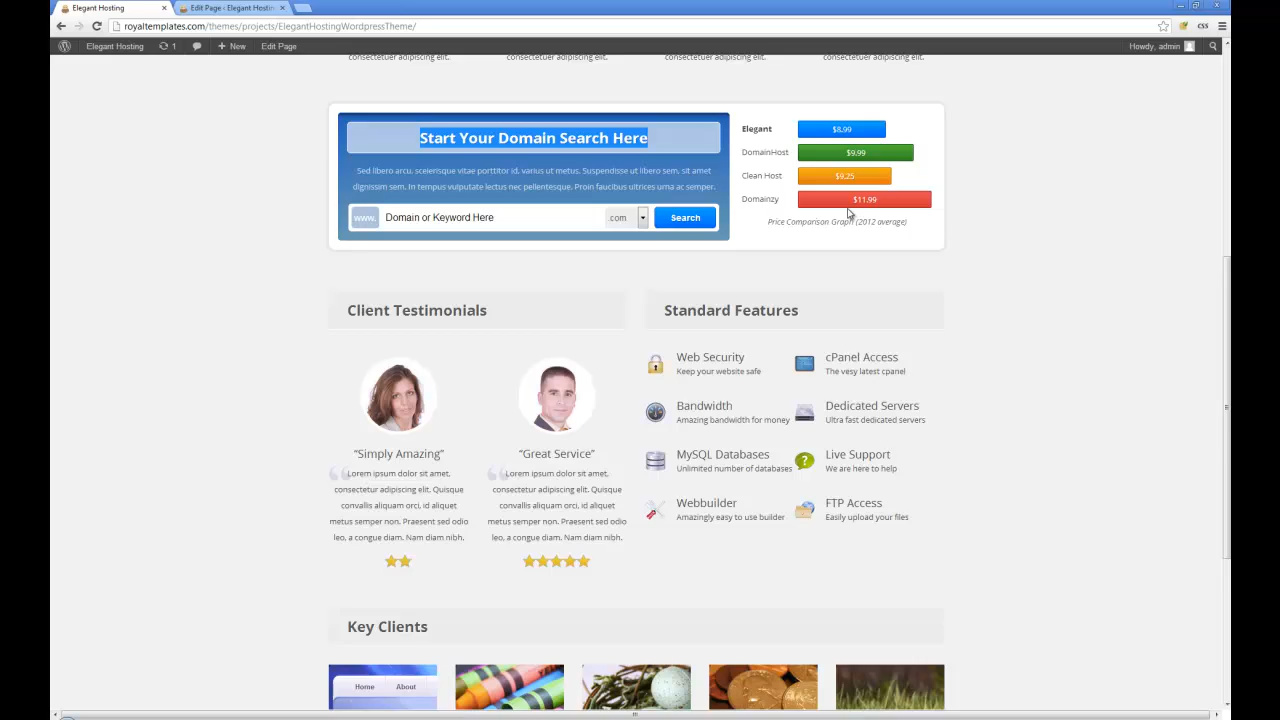 Elegant Hosting
Edit Page ‹ Elegant Hostin
royaltemplates.com/themes/projects/ElegantHostingWordpressTheme/
CSS
Elegant Hosting 1 + New Edit Page Howdy, admin
consectetuer adipiscing elit. consectetuer adipiscing elit. consectetuer adipiscing elit. consectetuer adipiscing elit.
Start Your Domain Search Here
Sed libero arcu, scelerisque vitae porttitor id, varius ut metus. Suspendisse ut libero sem, sit amet
dignissim sem. In tempus vulputate lectus nec pellentesque. Proin faucibus ultrices urna ac semper.
www. Domain or Keyword Here .com Search
Elegant $8.99
DomainHost $9.99
Clean Host $9.25
Domainzy $11.99
Price Comparison Graph (2012 average)
Client Testimonials
“Simply Amazing”
Lorem ipsum dolor sit amet,
consectetur adipiscing elit. Quisque
convallis aliquam orci, id aliquet
metus semper non. Praesent sed odio
leo, a congue diam. Nam diam nibh.
“Great Service”
Lorem ipsum dolor sit amet,
consectetur adipiscing elit. Quisque
convallis aliquam orci, id aliquet
metus semper non. Praesent sed odio
leo, a congue diam. Nam diam nibh.
Standard Features
Web Security
Keep your website safe
cPanel Access
The vesy latest cpanel
Bandwidth
Amazing bandwidth for money
Dedicated Servers
Ultra fast dedicated servers
MySQL Databases
Unlimited number of databases
Live Support
We are here to help
Webbuilder
Amazingly easy to use builder
FTP Access
Easily upload your files
Key Clients
Home About